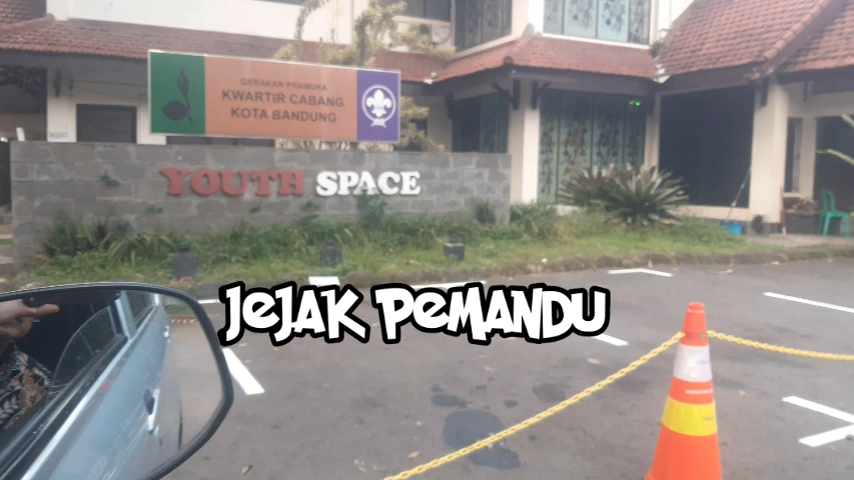 GERAKAN PRAMUKA
KWARTIR CABANG
KOTA BANDUNG
YOUTH SPACE
JEJAK PEMANDU